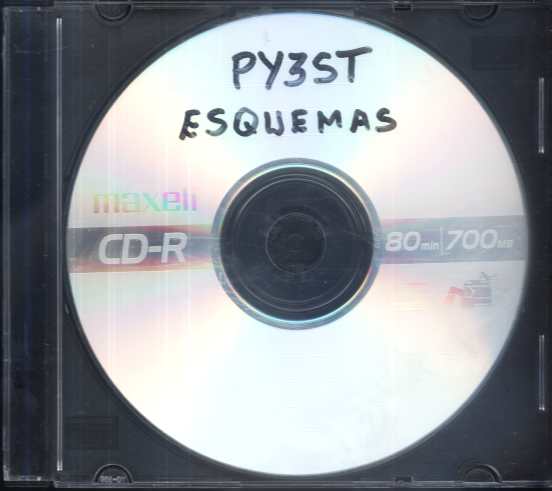 PY3ST
ESQUEMAS
maxell
CD-R
80min 700MB